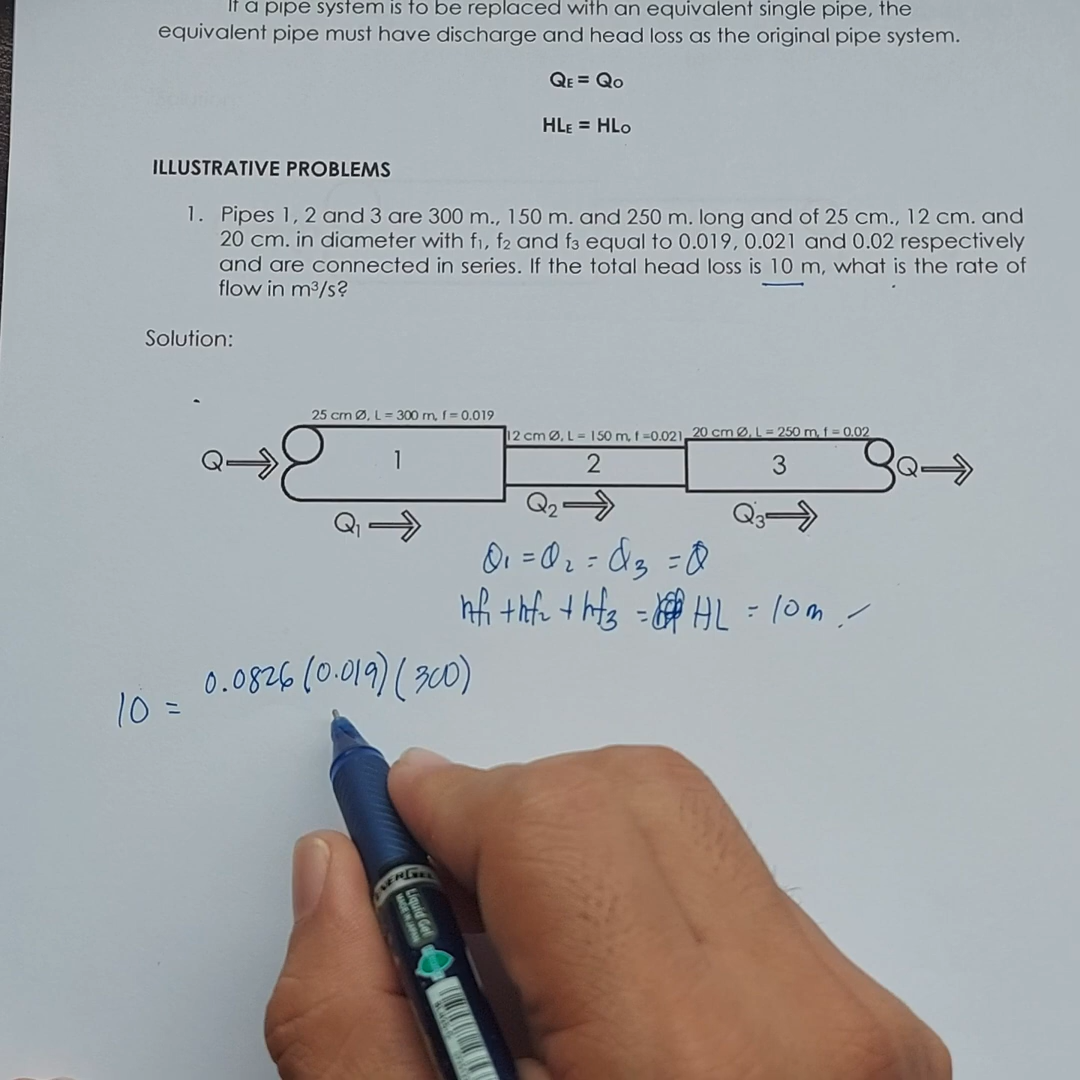 If a pipe system is to be replaced with an equivalent single pipe, the
equivalent pipe must have discharge and head loss as the original pipe system.
QE = QO
HLE = HLO
ILLUSTRATIVE PROBLEMS
1. Pipes 1, 2 and 3 are 300 m., 150 m. and 250 m. long and of 25 cm., 12 cm. and
20 cm. in diameter with f₁, f₂ and f₃ equal to 0.019, 0.021 and 0.02 respectively
and are connected in series. If the total head loss is 10 m, what is the rate of
flow in m³/s?
Solution:
25 cm Ø, L = 300 m, f = 0.019
12 cm Ø, L = 150 m, f =0.021
20 cm Ø, L = 250 m, f = 0.02
Q
1
2
3
Q
Q₁
Q₂
Q₃
Q₁ = Q₂ = Q₃ = Q
hf₁ + hf₂ + hf₃ = HL = 10 m
10 = 0.0826 (0.019) (300)
Liquid Gel